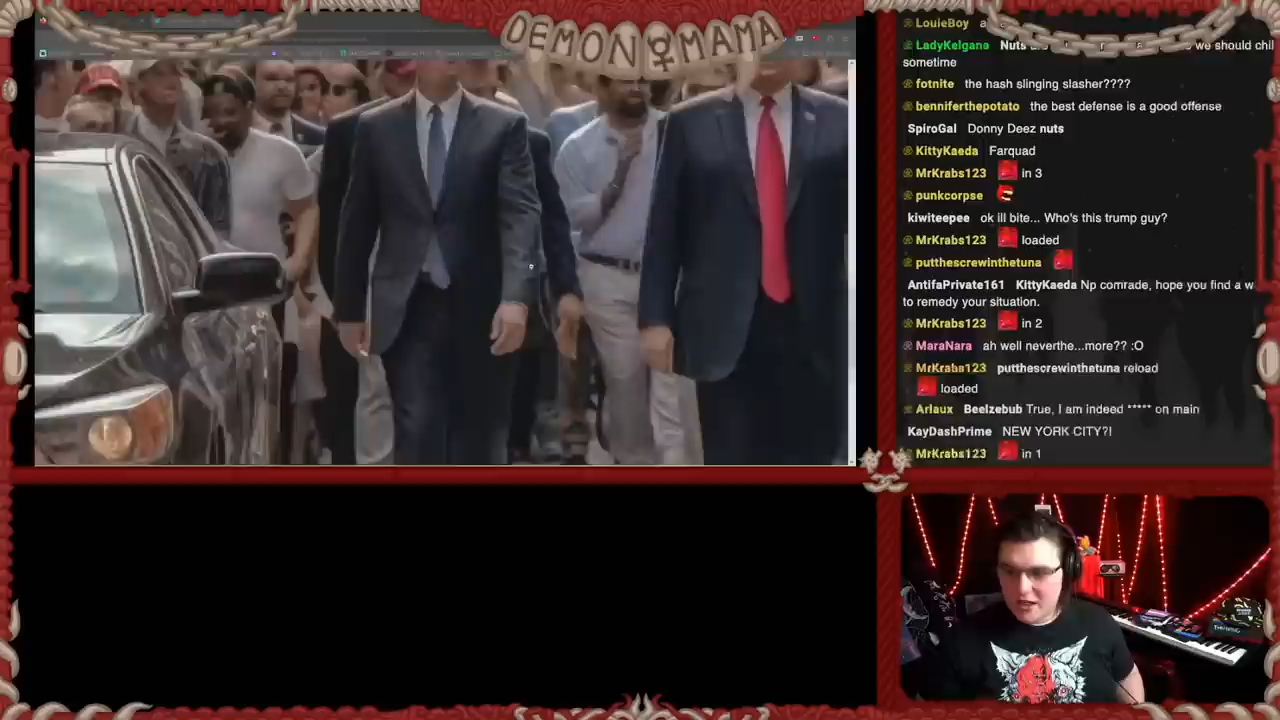 DEMON♀MAMA
LouieBoy
LadyKelgano Nuts we should chil
sometime
fotnite the hash slinging slasher????
benniferthepotato the best defense is a good offense
SpiroGal Donny Deez nuts
KittyKaeda Farquad
MrKrabs123 in 3
punkcorpse
kiwiteepee ok ill bite... Who's this trump guy?
MrKrabs123 loaded
putthescrewinthetuna
AntifaPrivate161 KittyKaeda Np comrade, hope you find a w
to remedy your situation.
MrKrabs123 in 2
MaraNara ah well neverthe...more?? :O
MrKrabs123 putthescrewinthetuna reload
loaded
Arlaux Beelzebub True, I am indeed ***** on main
KayDashPrime NEW YORK CITY?!
MrKrabs123 in 1